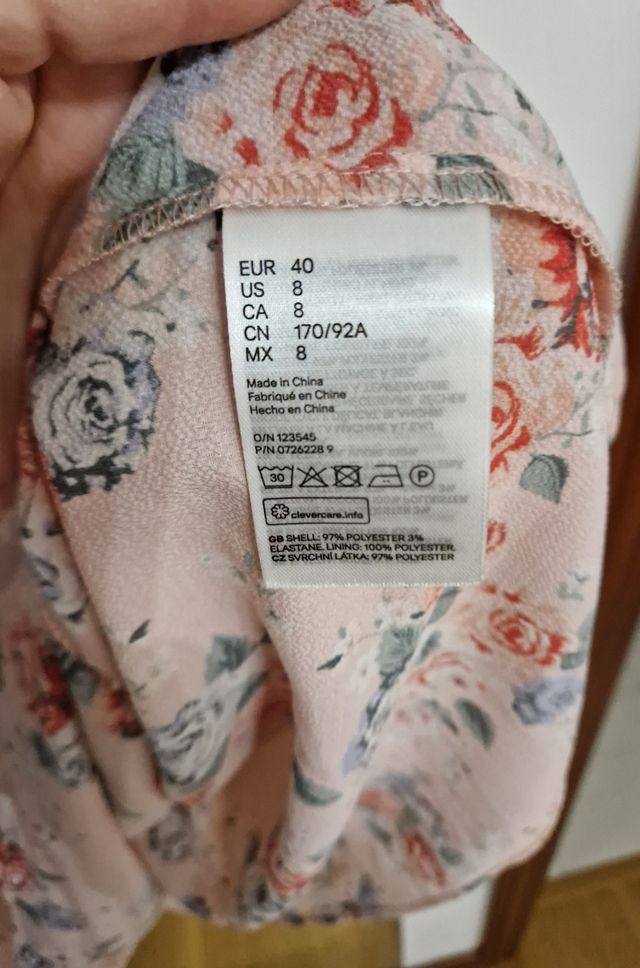 EUR 40
US 8
CA 8
CN 170/92A
MX 8
Made in China
Fabriqué en Chine
Hecho en China
O/N 123545
P/N 0726228 9
30 P
clevercare.info
GB SHELL: 97% POLYESTER 3%
ELASTANE. LINING: 100% POLYESTER.
CZ SVRCHNÍ LÁTKA: 97% POLYESTER